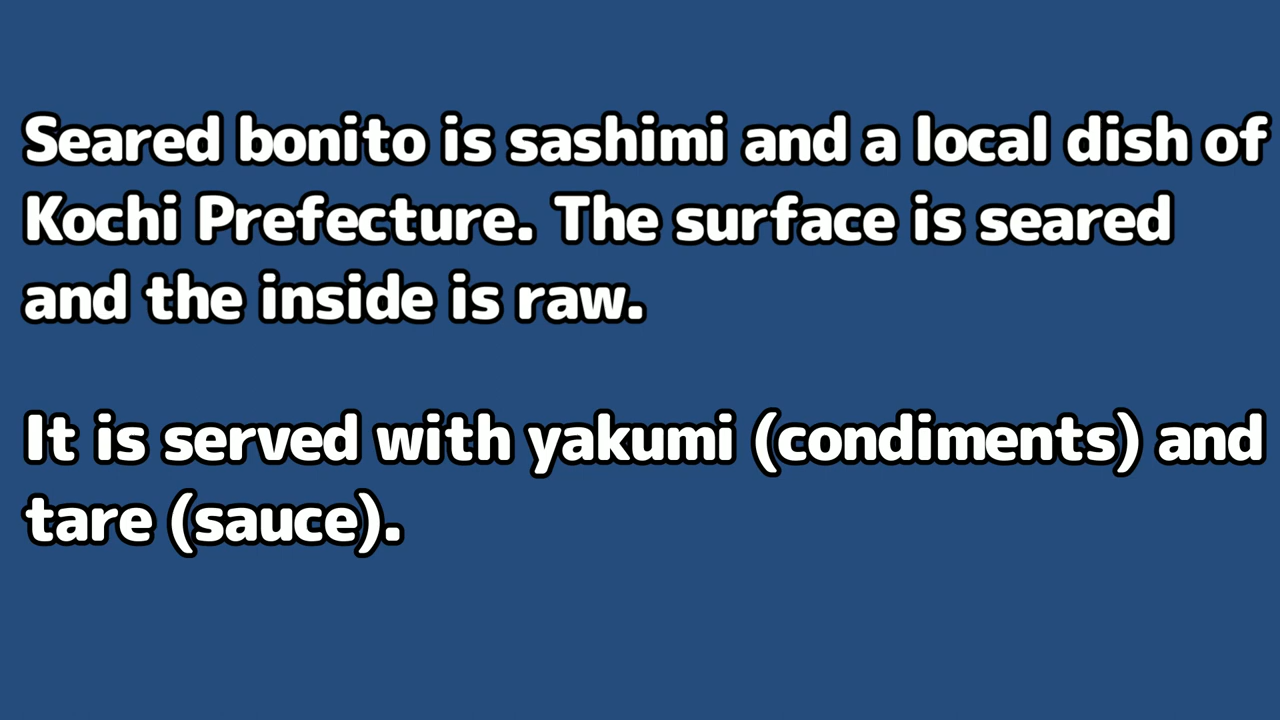 Seared bonito is sashimi and a local dish of
Kochi Prefecture. The surface is seared
and the inside is raw.
It is served with yakumi (condiments) and
tare (sauce).